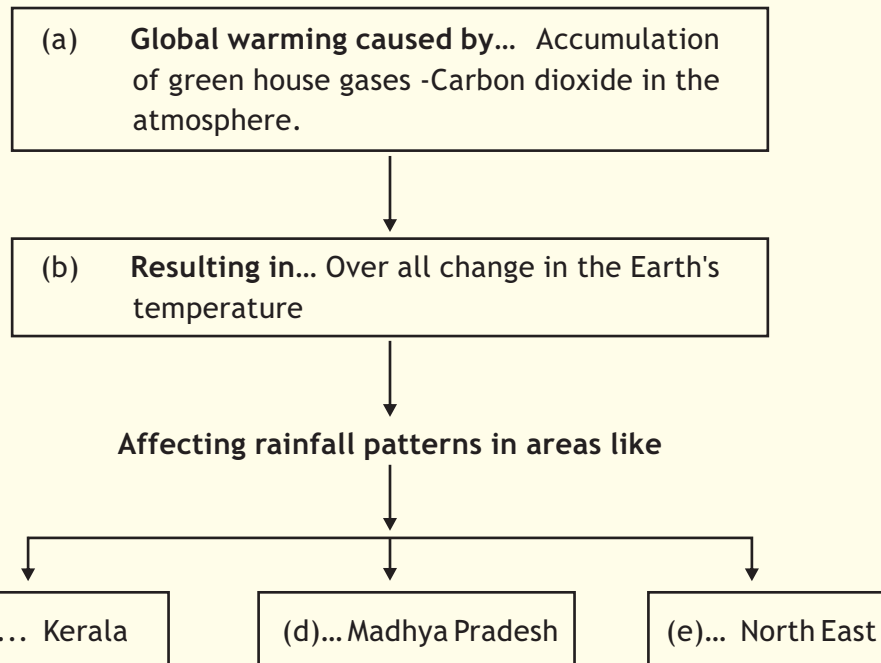 (a) Global warming caused by... Accumulation
of green house gases -Carbon dioxide in the
atmosphere.
(b) Resulting in... Over all change in the Earth's
temperature
Affecting rainfall patterns in areas like
... Kerala
(d)... Madhya Pradesh
(e)... North East